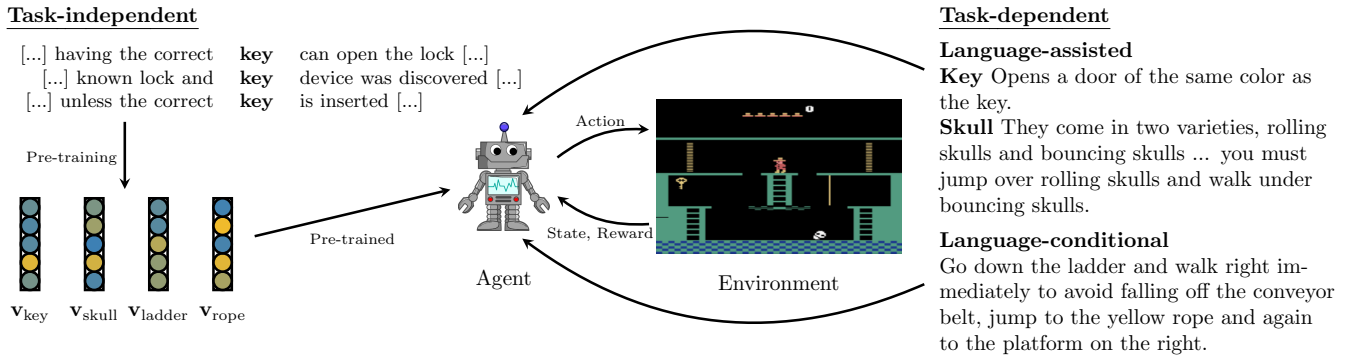 Task-independent
[...] having the correct key can open the lock [...]
[...] known lock and key device was discovered [...]
[...] unless the correct key is inserted [...]
Pre-training
v_key v_skull v_ladder v_rope
Pre-trained
Agent
Action
State, Reward
Environment
Task-dependent
Language-assisted
Key Opens a door of the same color as
the key.
Skull They come in two varieties, rolling
skulls and bouncing skulls ... you must
jump over rolling skulls and walk under
bouncing skulls.
Language-conditional
Go down the ladder and walk right im-
mediately to avoid falling off the conveyor
belt, jump to the yellow rope and again
to the platform on the right.